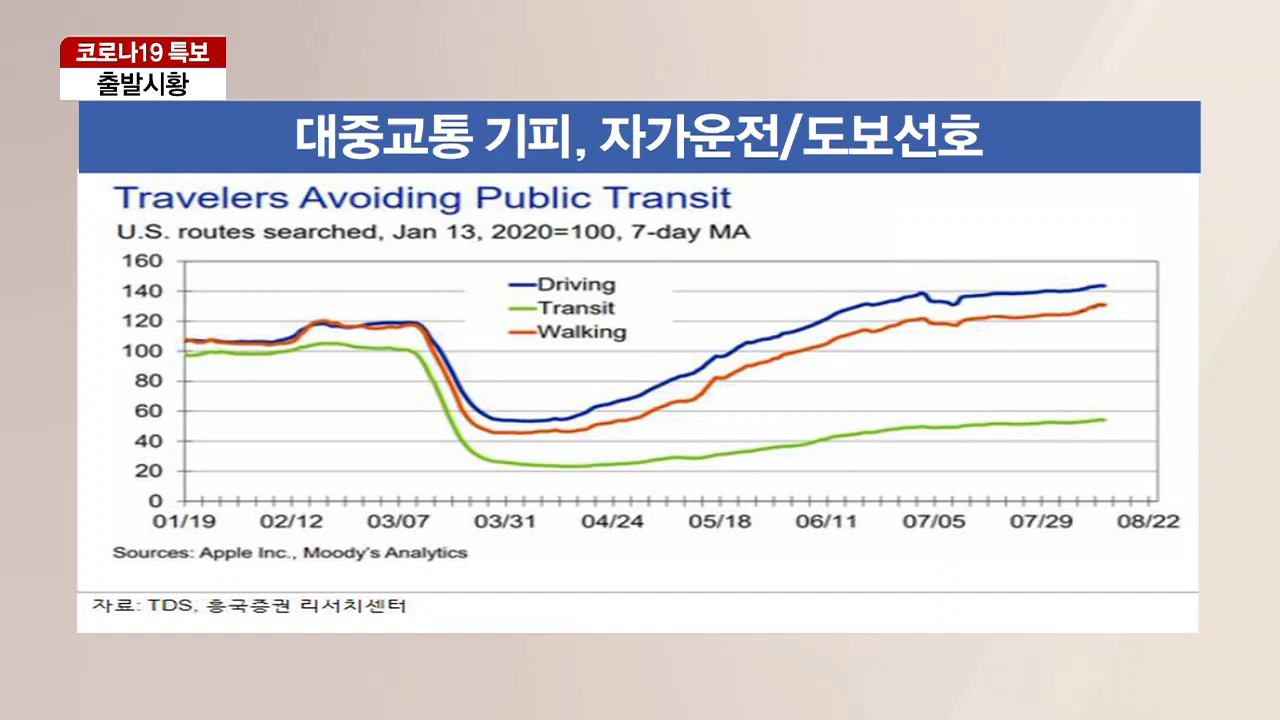 코로나19 특보
출발시황
대중교통 기피, 자가운전/도보선호
Travelers Avoiding Public Transit
U.S. routes searched, Jan 13, 2020=100, 7-day MA
160
140
120
100
80
60
40
20
0
Driving
Transit
Walking
01/19 02/12 03/07 03/31 04/24 05/18 06/11 07/05 07/29 08/22
Sources: Apple Inc., Moody's Analytics
자료: TDS, 흥국증권 리서치센터